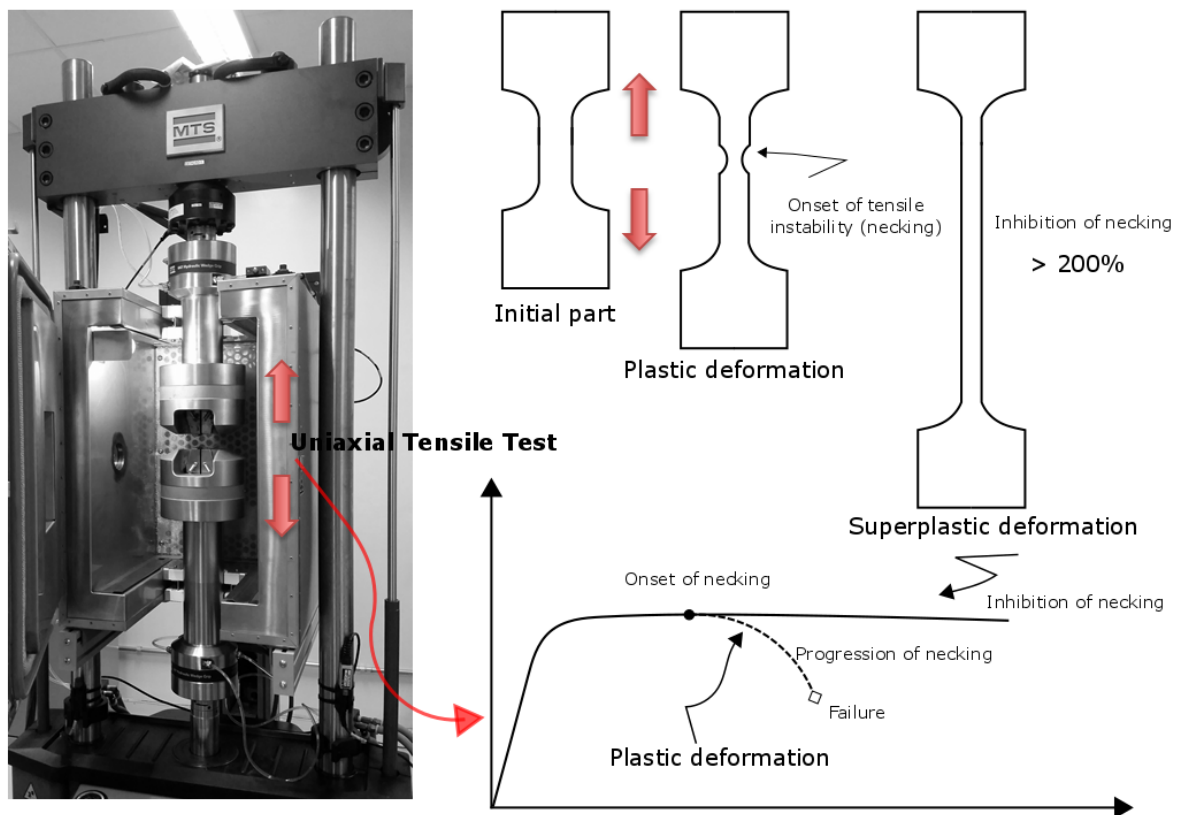 MTS
Uniaxial Tensile Test
Initial part
Plastic deformation
Onset of tensile
instability (necking)
Inhibition of necking
> 200%
Superplastic deformation
Onset of necking
Inhibition of necking
Progression of necking
Failure
Plastic deformation